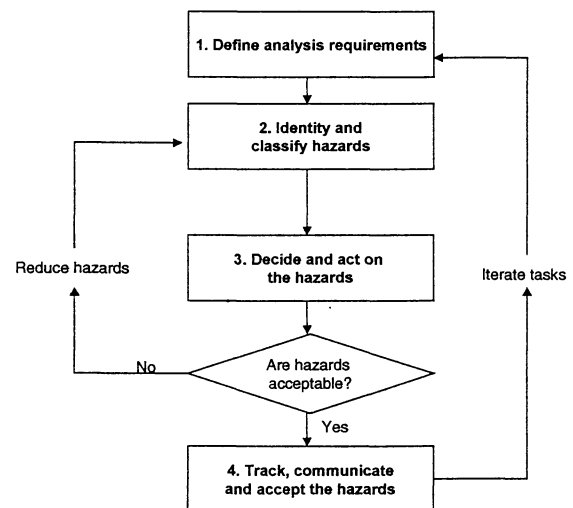 1. Define analysis requirements
2. Identity and
classify hazards
3. Decide and act on
the hazards
Reduce hazards
Iterate tasks
Are hazards
acceptable?
No
Yes
4. Track, communicate
and accept the hazards